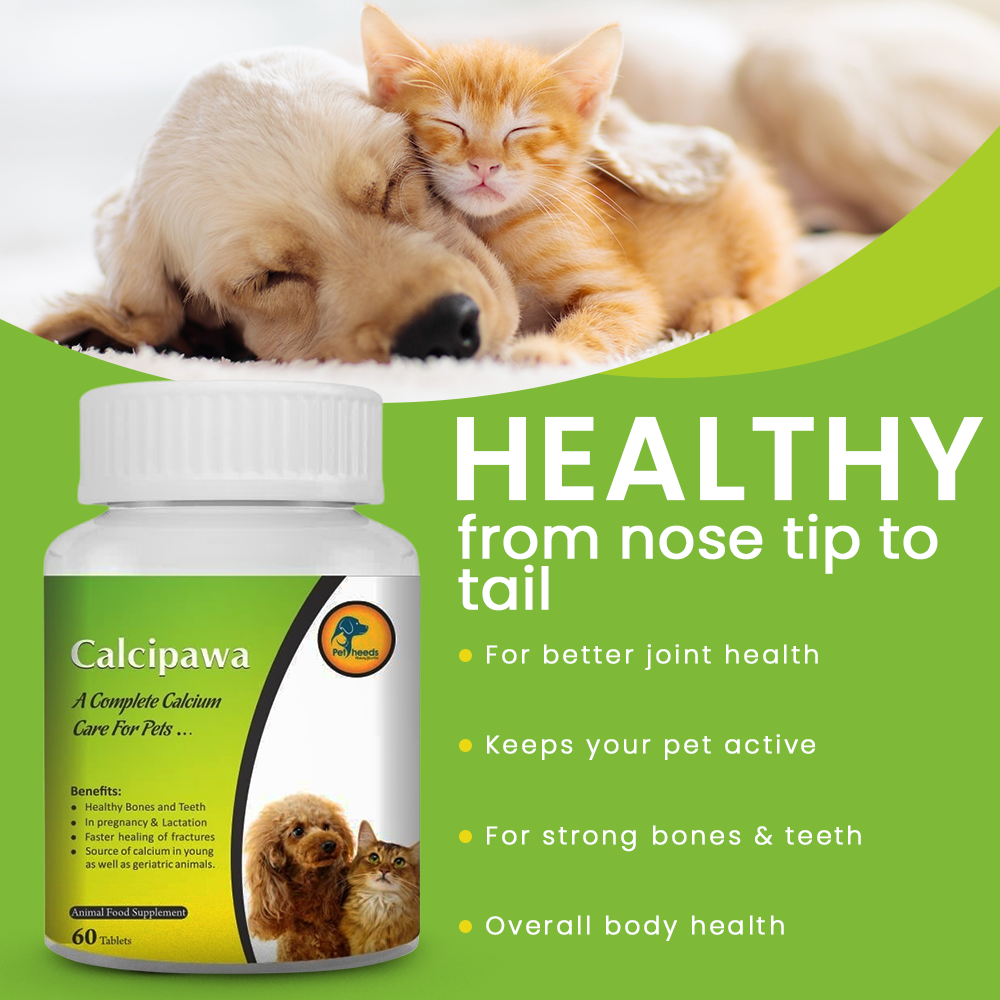 HEALTHY
from nose tip to
tail
For better joint health
Keeps your pet active
For strong bones & teeth
Overall body health
Calcipawa
Pet heeds
A Complete Calcium
Care For Pets ...
Benefits:
Healthy Bones and Teeth
In pregnancy & Lactation
Faster healing of fractures
Source of calcium in young
as well as geriatric animals.
Animal Food Supplement
60 Tablets